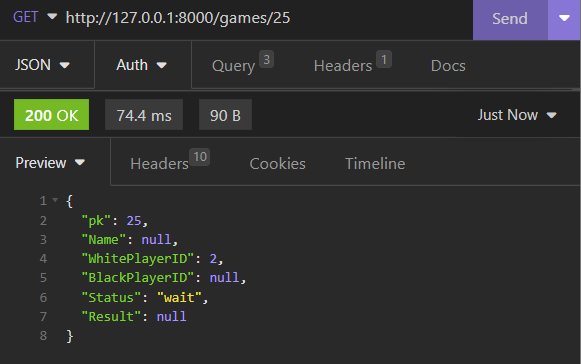 GET http://127.0.0.1:8000/games/25 Send
JSON Auth Query 3 Headers 1 Docs
200 OK 74.4 ms 90 B Just Now
Preview Headers 10 Cookies Timeline
1 {
2 "pk": 25,
3 "Name": null,
4 "WhitePlayerID": 2,
5 "BlackPlayerID": null,
6 "Status": "wait",
7 "Result": null
8 }